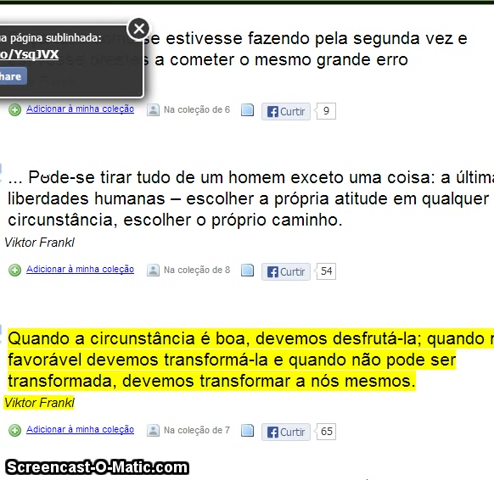 a página sublinhada:
o/YsqJVX
hare
se estivesse fazendo pela segunda vez e
a cometer o mesmo grande erro
Adicionar à minha coleção Na coleção de 6 Curtir 9
... Pode-se tirar tudo de um homem exceto uma coisa: a última
liberdades humanas – escolher a própria atitude em qualquer
circunstância, escolher o próprio caminho.
Viktor Frankl
Adicionar à minha coleção Na coleção de 8 Curtir 54
Quando a circunstância é boa, devemos desfrutá-la; quando
favorável devemos transformá-la e quando não pode ser
transformada, devemos transformar a nós mesmos.
Viktor Frankl
Adicionar à minha coleção Na coleção de 7 Curtir 65
Screencast-O-Matic.com